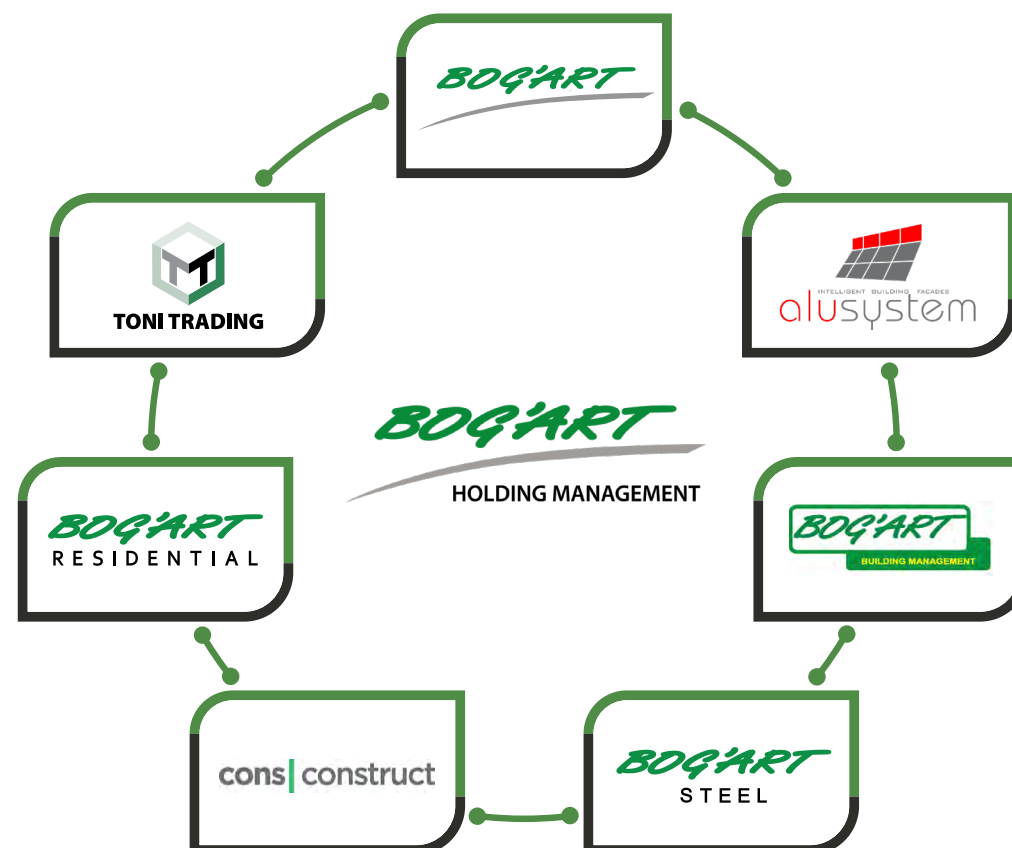 BOG'ART
TT
TONI TRADING
INTELLIGENT BUILDING FACADES
alusystem
BOG'ART
HOLDING MANAGEMENT
BOG'ART
RESIDENTIAL
BOG'ART
BUILDING MANAGEMENT
cons|construct
BOG'ART
STEEL